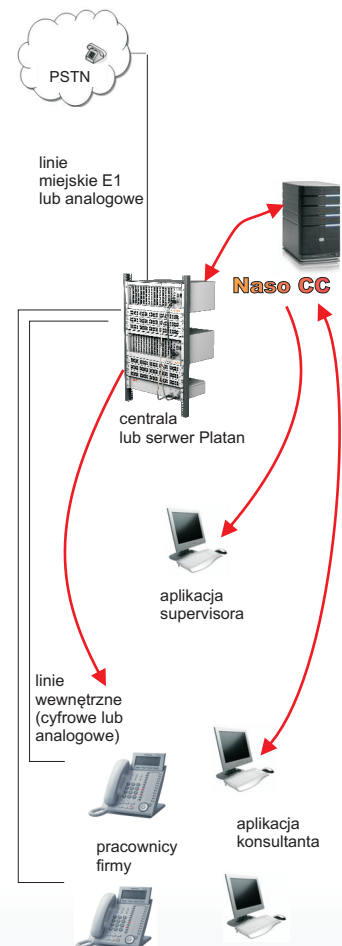 PSTN
linie
miejskie E1
lub analogowe
Naso CC
centrala
lub serwer Platan
aplikacja
supervisora
linie
wewnętrzne
(cyfrowe lub
analogowe)
pracownicy
firmy
aplikacja
konsultanta